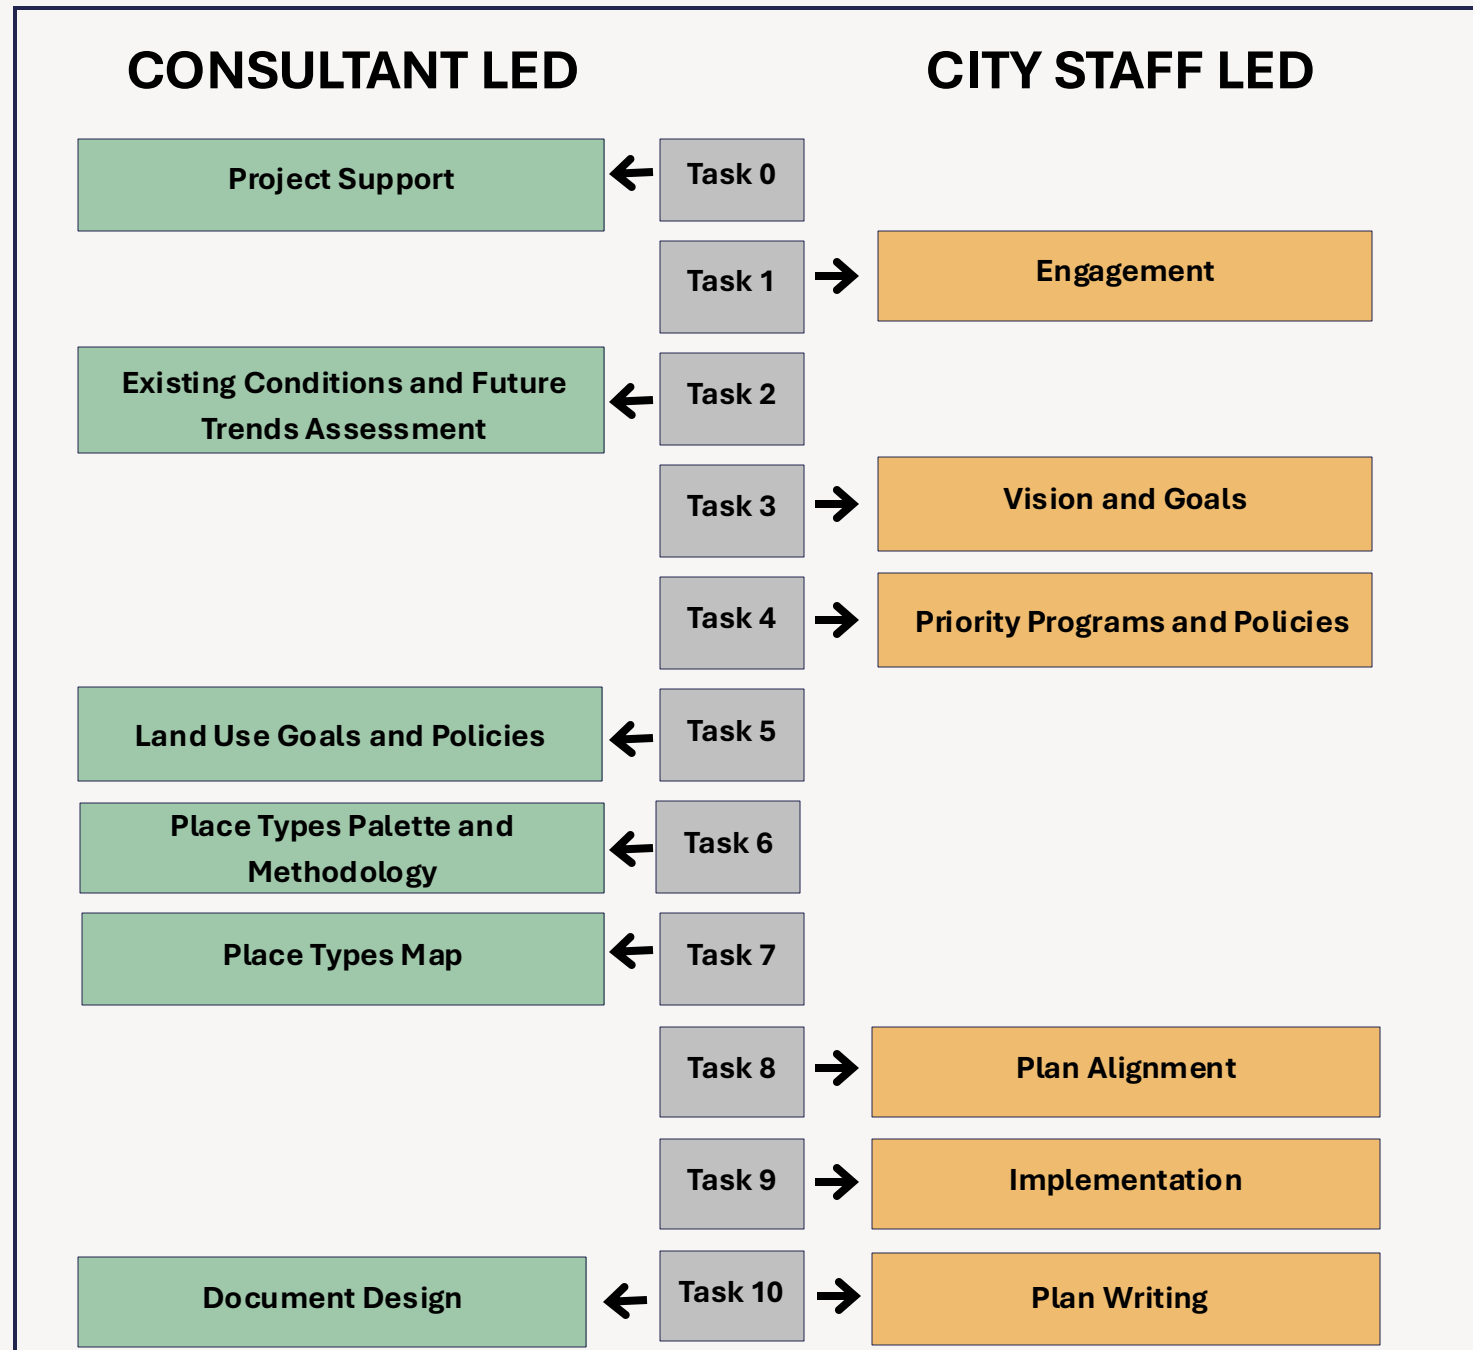 CONSULTANT LED
CITY STAFF LED
Project Support
Task 0
Task 1
Engagement
Existing Conditions and Future
Trends Assessment
Task 2
Task 3
Vision and Goals
Task 4
Priority Programs and Policies
Land Use Goals and Policies
Task 5
Place Types Palette and
Methodology
Task 6
Place Types Map
Task 7
Task 8
Plan Alignment
Task 9
Implementation
Document Design
Task 10
Plan Writing